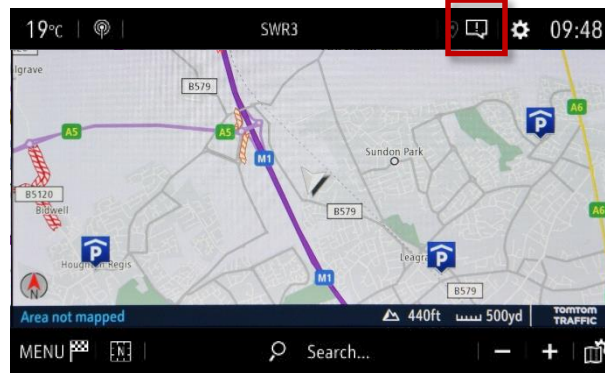 19°C
SWR3
09:48
lgrave
B579
A5
A5
A6
M1
Sundon Park
B5120
Bidwell
B579
A6
P
P
P
Houghton Regis
Leagr
M1
B579
N
Area not mapped
440ft
500yd
TOMTOM
TRAFFIC
MENU
N
Search...